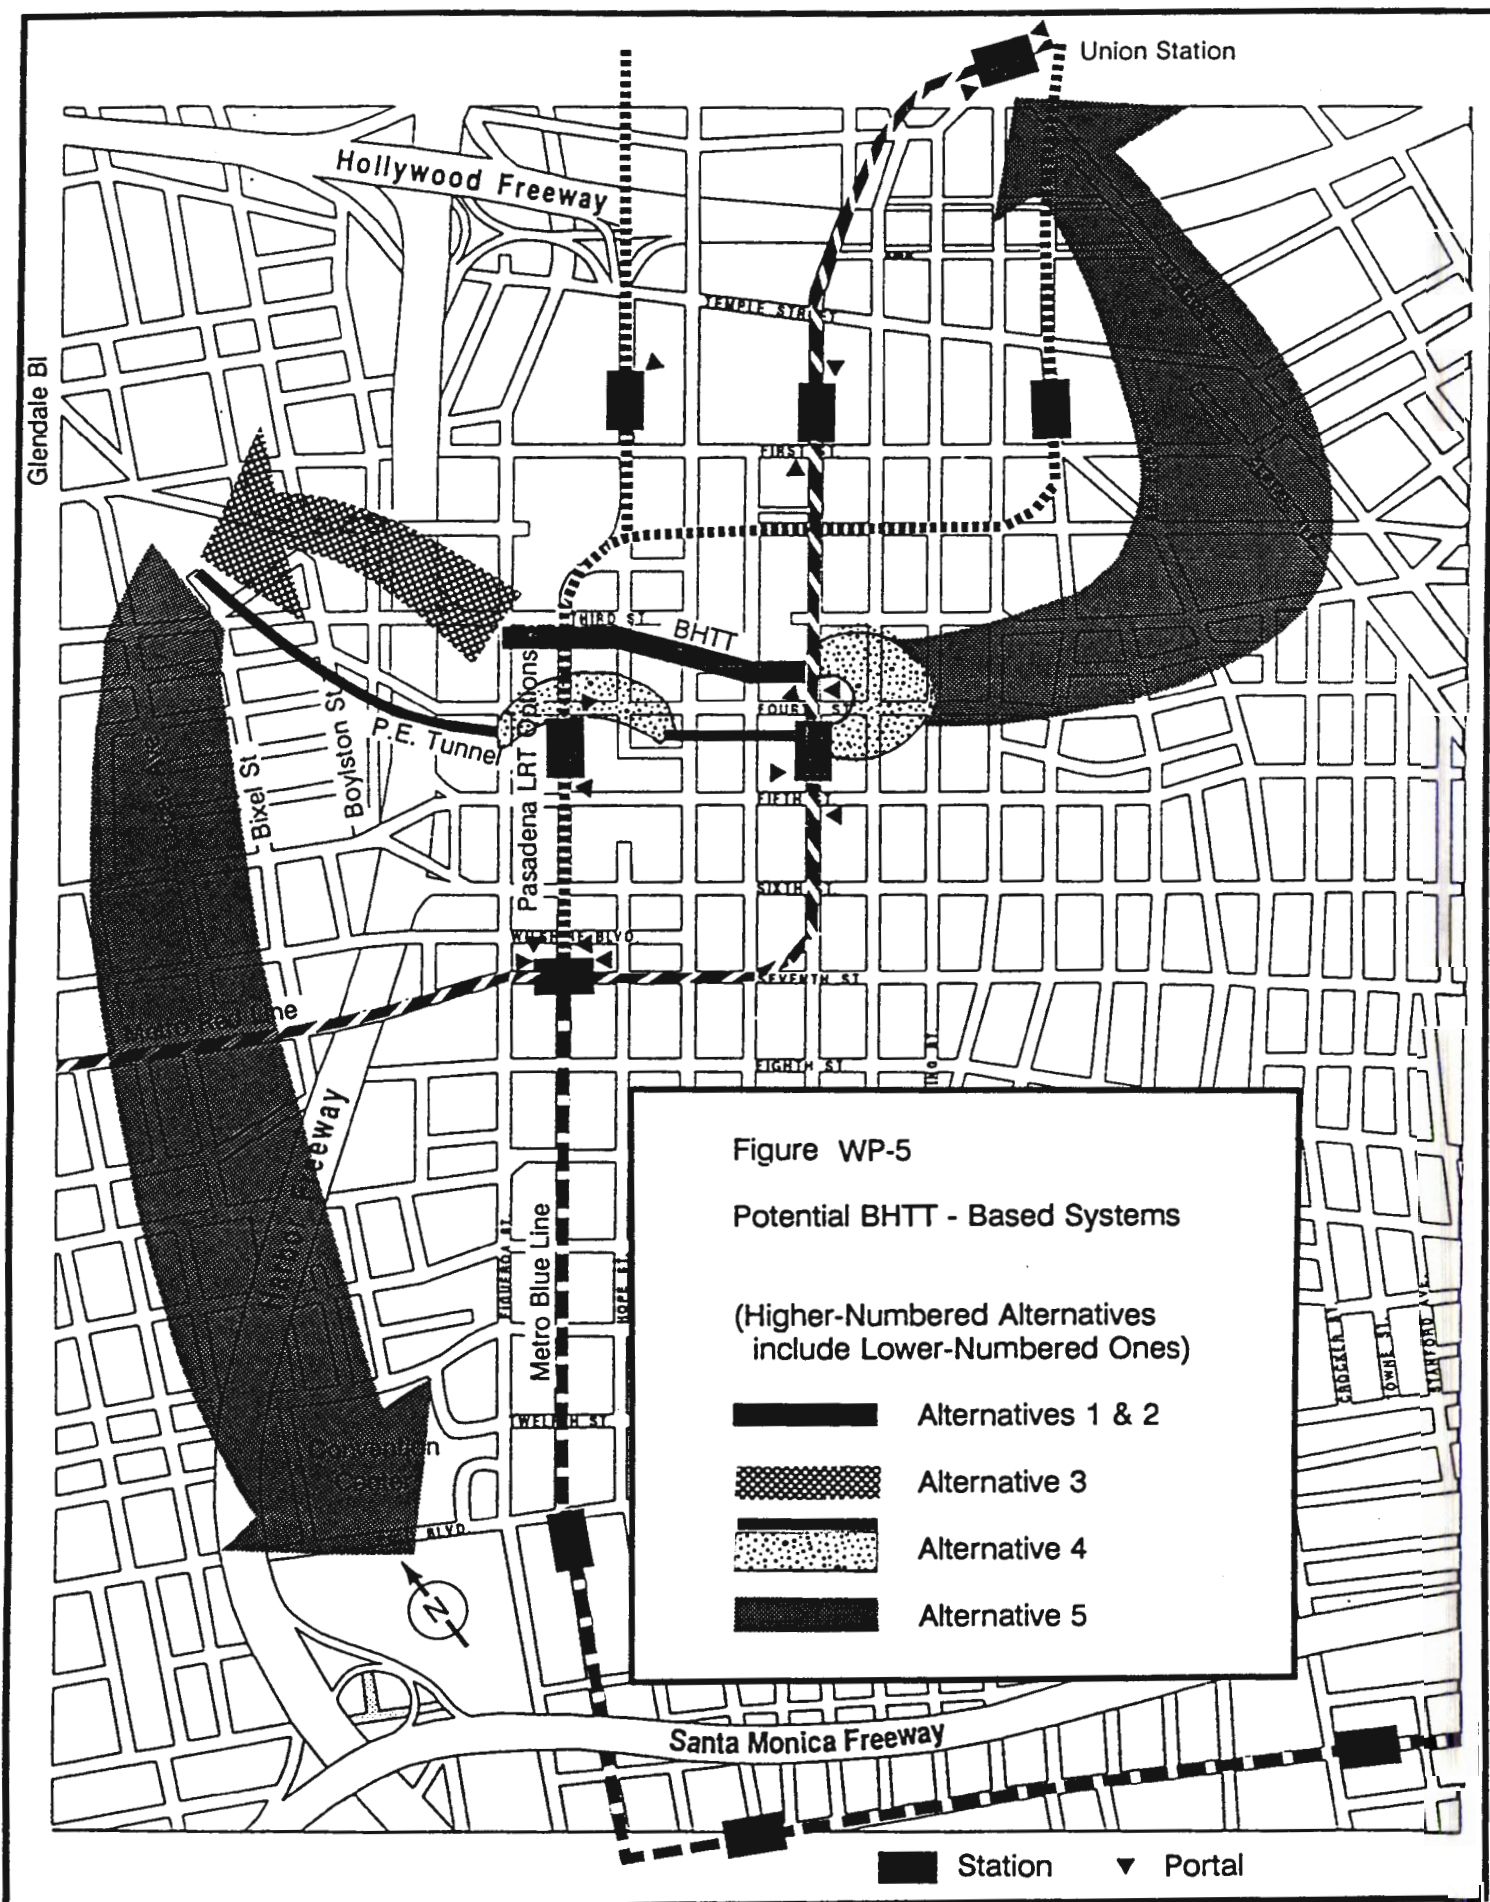 Union Station
Hollywood Freeway
TEMPLE STREET
Glendale Bl
FIRST ST.
THIRD ST.
BHTT
Pasadena LRT Options
FOURTH ST.
P.E. Tunnel
Boylston St
Bixel St
FIFTH ST.
SIXTH ST.
WILSHIRE BLVD.
SEVENTH ST.
Metro Red Line
EIGHTH ST.
Harbor Freeway
FIGUEROA ST.
Metro Blue Line
HOPE ST.
TWELFTH ST.
Convention
Center
BLVD.
N
CROCKER ST.
TOWNE ST.
STANFORD AVE.
Figure WP-5
Potential BHTT - Based Systems
(Higher-Numbered Alternatives
include Lower-Numbered Ones)
Alternatives 1 & 2
Alternative 3
Alternative 4
Alternative 5
Santa Monica Freeway
Station
Portal